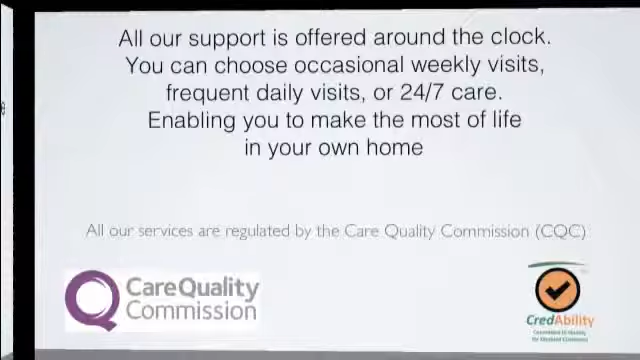 All our support is offered around the clock.
You can choose occasional weekly visits,
frequent daily visits, or 24/7 care.
Enabling you to make the most of life
in your own home
All our services are regulated by the Care Quality Commission (CQC)
CareQuality
Commission
CredAbility